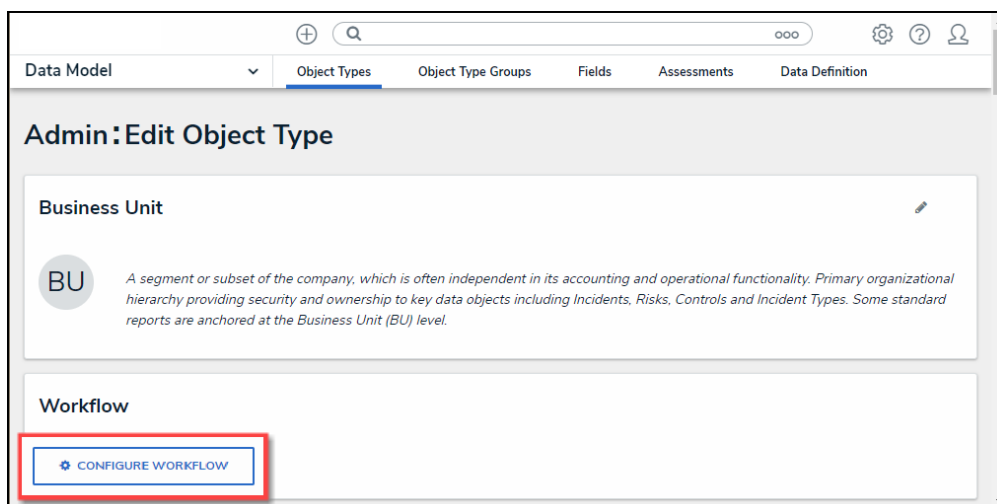 ooo
Data Model
Object Types Object Type Groups Fields Assessments Data Definition
Admin:Edit Object Type
Business Unit
BU
A segment or subset of the company, which is often independent in its accounting and operational functionality. Primary organizational
hierarchy providing security and ownership to key data objects including Incidents, Risks, Controls and Incident Types. Some standard
reports are anchored at the Business Unit (BU) level.
Workflow
CONFIGURE WORKFLOW